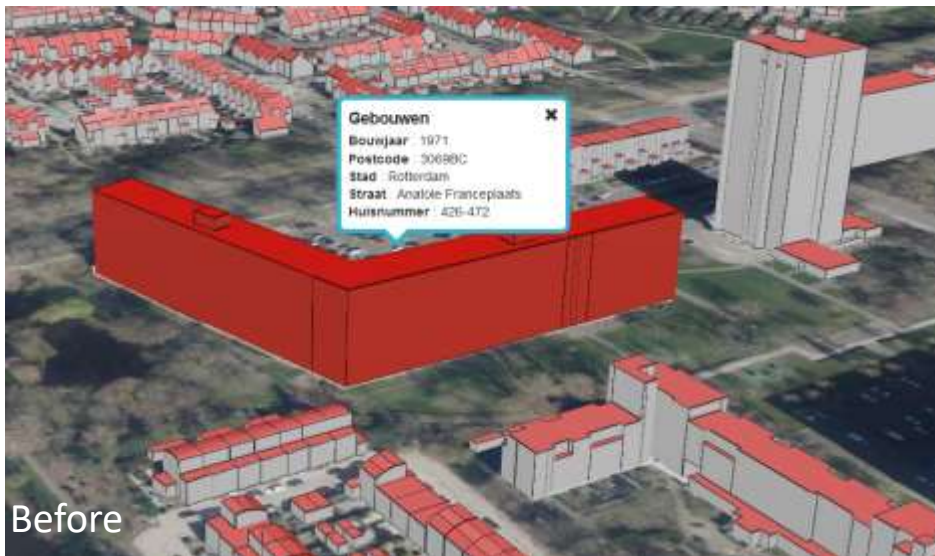 Gebouwen ✖
Bouwjaar : 1971
Postcode : 3069BC
Stad : Rotterdam
Straat : Anatole Franceplaats
Huisnummer : 426-472
Before